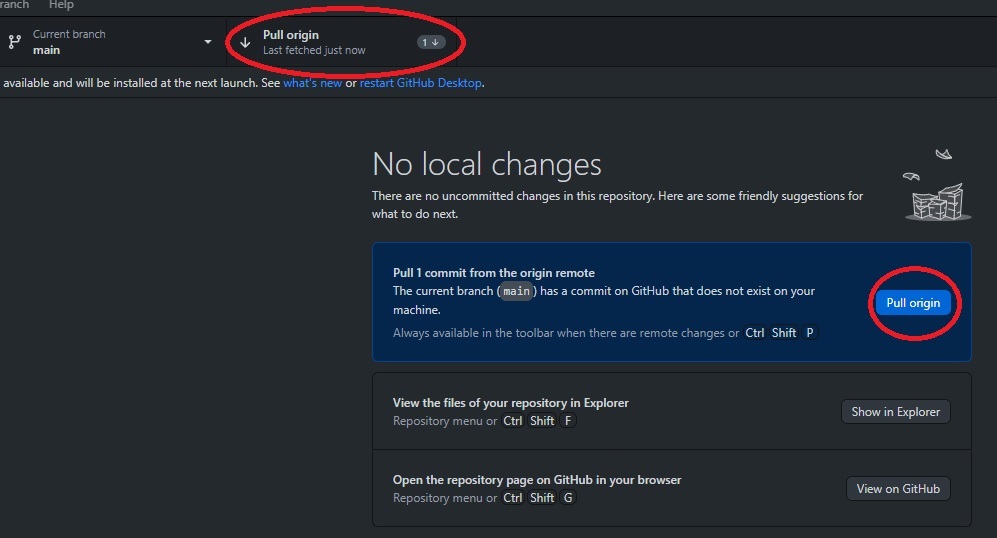 ranch Help
Current branch
main
Pull origin
Last fetched just now
1
available and will be installed at the next launch. See what's new or restart GitHub Desktop.
No local changes
There are no uncommitted changes in this repository. Here are some friendly suggestions for
what to do next.
Pull 1 commit from the origin remote
The current branch (main) has a commit on GitHub that does not exist on your
machine.
Always available in the toolbar when there are remote changes or Ctrl Shift P
Pull origin
View the files of your repository in Explorer
Repository menu or Ctrl Shift F
Show in Explorer
Open the repository page on GitHub in your browser
Repository menu or Ctrl Shift G
View on GitHub